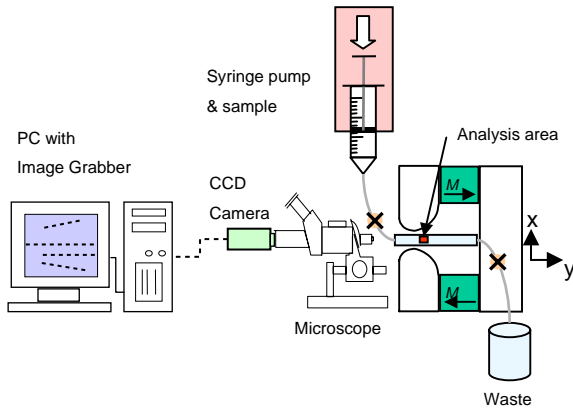 Syringe pump
& sample
PC with
Image Grabber
Analysis area
CCD
Camera
M
x
y
M
Microscope
Waste